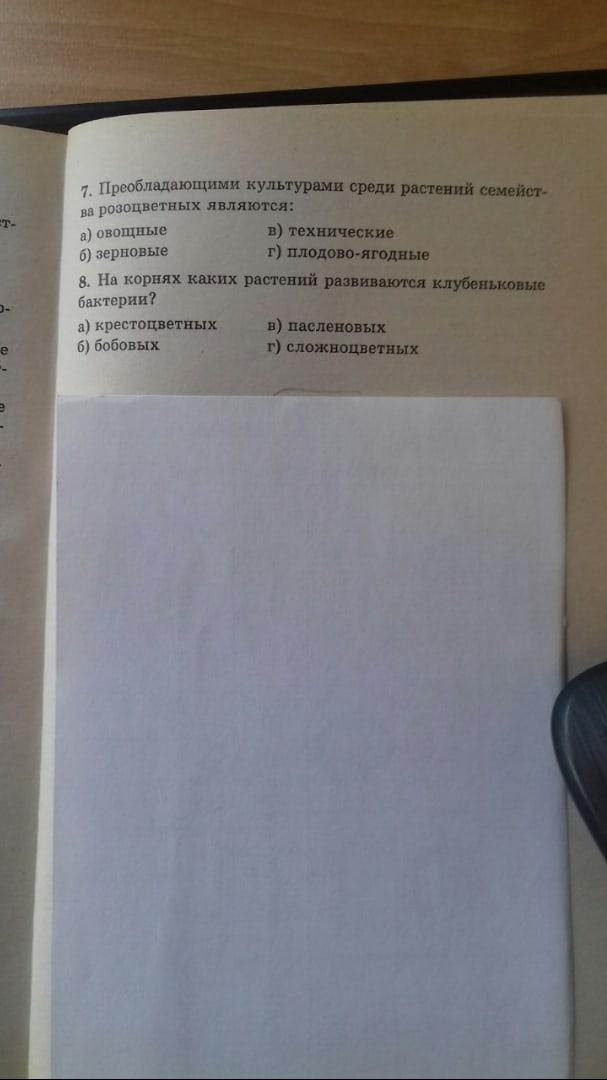 7. Преобладающими культурами среди растений семейст-
ва розоцветных являются:
а) овощные в) технические
б) зерновые г) плодово-ягодные
8. На корнях каких растений развиваются клубеньковые
бактерии?
а) крестоцветных в) пасленовых
б) бобовых г) сложноцветных